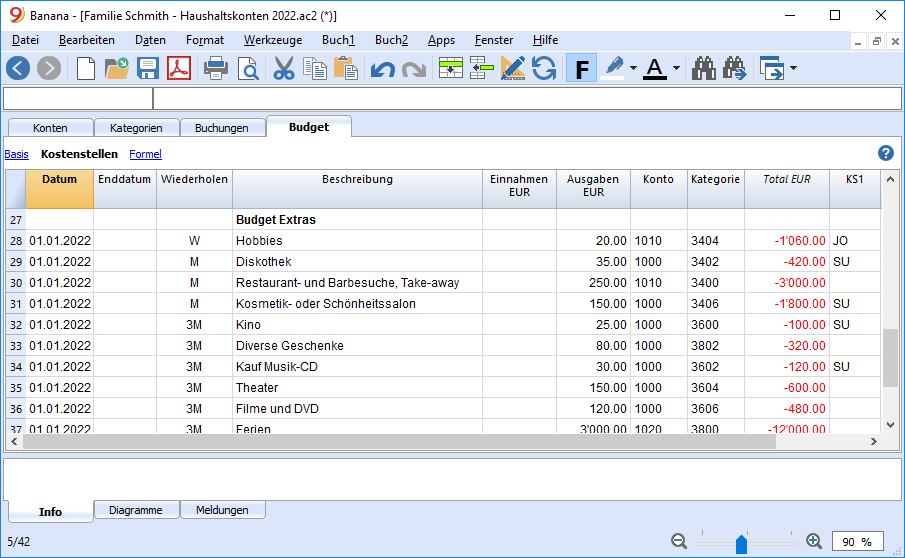 Banana - [Familie Schmith - Haushaltskonten 2022.ac2 (*)]
Datei Bearbeiten Daten Format Werkzeuge Buch1 Buch2 Apps Fenster Hilfe
F A
Konten Kategorien Buchungen Budget
Basis Kostenstellen Formel ?
Datum Enddatum Wiederholen Beschreibung Einnahmen EUR Ausgaben EUR Konto Kategorie Total EUR KS1
27 Budget Extras
28 01.01.2022 W Hobbies 20.00 1010 3404 -1'060.00 JO
29 01.01.2022 M Diskothek 35.00 1000 3402 -420.00 SU
30 01.01.2022 M Restaurant- und Barbesuche, Take-away 250.00 1010 3400 -3'000.00
31 01.01.2022 M Kosmetik- oder Schönheitssalon 150.00 1000 3406 -1'800.00 SU
32 01.01.2022 3M Kino 25.00 1000 3600 -100.00 SU
33 01.01.2022 3M Diverse Geschenke 80.00 1000 3802 -320.00
34 01.01.2022 3M Kauf Musik-CD 30.00 1000 3602 -120.00 SU
35 01.01.2022 3M Theater 150.00 1000 3604 -600.00
36 01.01.2022 3M Filme und DVD 120.00 1000 3606 -480.00
37 01.01.2022 3M Ferien 3'000.00 1020 3800 -12'000.00
Info Diagramme Meldungen
5/42 90 %